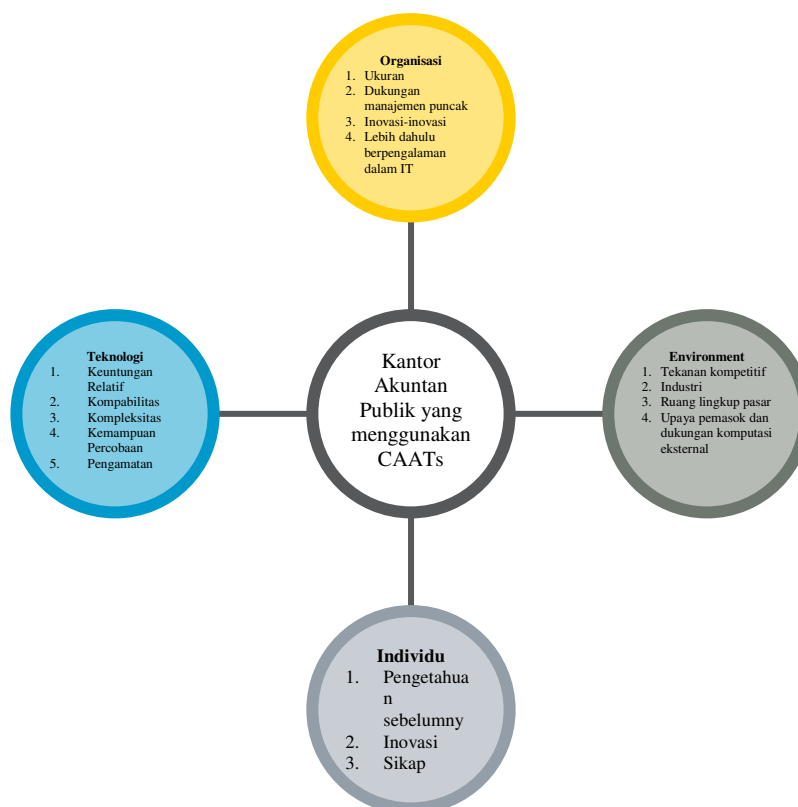 Organisasi
1. Ukuran
2. Dukungan
manajemen puncak
3. Inovasi-inovasi
4. Lebih dahulu
berpengalaman
dalam IT
Teknologi
1. Keuntungan
Relatif
2. Kompabilitas
3. Kompleksitas
4. Kemampuan
Percobaan
5. Pengamatan
Kantor
Akuntan
Publik yang
menggunakan
CAATs
Environment
1. Tekanan kompetitif
2. Industri
3. Ruang lingkup pasar
4. Upaya pemasok dan
dukungan komputasi
eksternal
Individu
1. Pengetahua
n
sebelumny
2. Inovasi
3. Sikap